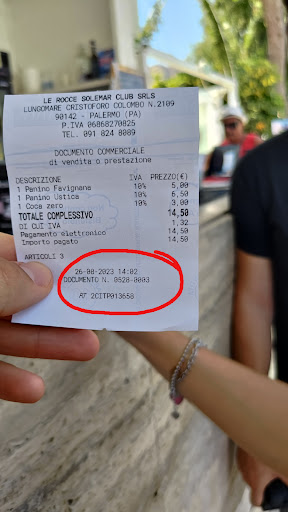 LE ROCCE SOLEMAR CLUB SRLS
LUNGOMARE CRISTOFORO COLOMBO N.2109
90142 - PALERMO (PA)
P.IVA 06868270825
TEL. 091 824 8089
DOCUMENTO COMMERCIALE
di vendita o prestazione
DESCRIZIONE IVA PREZZO(€)
1 Panino Favignana 10% 5,00
1 Panino Ustica 10% 6,50
1 Coca zero 10% 3,00
TOTALE COMPLESSIVO 14,50
DI CUI IVA 1,32
Pagamento elettronico 14,50
Importo pagato 14,50
ARTICOLI 3
26-08-2023 14:02
DOCUMENTO N. 0528-0003
RT 2CITP013658